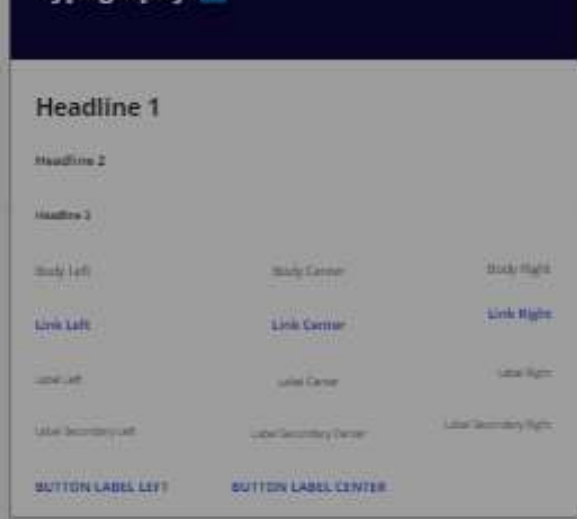 Headline 1
Headline 2
Headline 3
Body Left Body Center Body Right
Link Left Link Center Link Right
Label Left Label Center Label Right
Label Secondary Left Label Secondary Center Label Secondary Right
BUTTON LABEL LEFT BUTTON LABEL CENTER